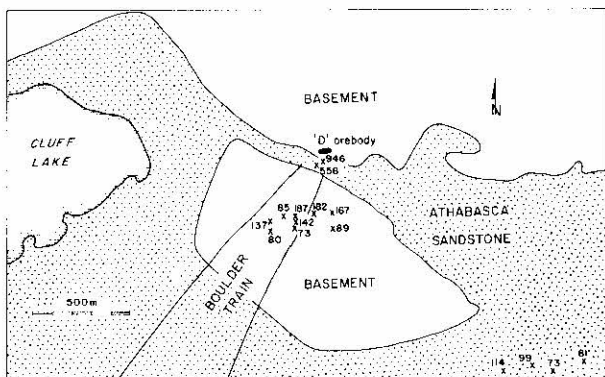 BASEMENT
N
'D' orebody
CLUFF
LAKE
946
556
85
187
182
167
137
142
80
73
89
ATHABASCA
SANDSTONE
BOULDER
TRAIN
BASEMENT
500m
114
99
73
81